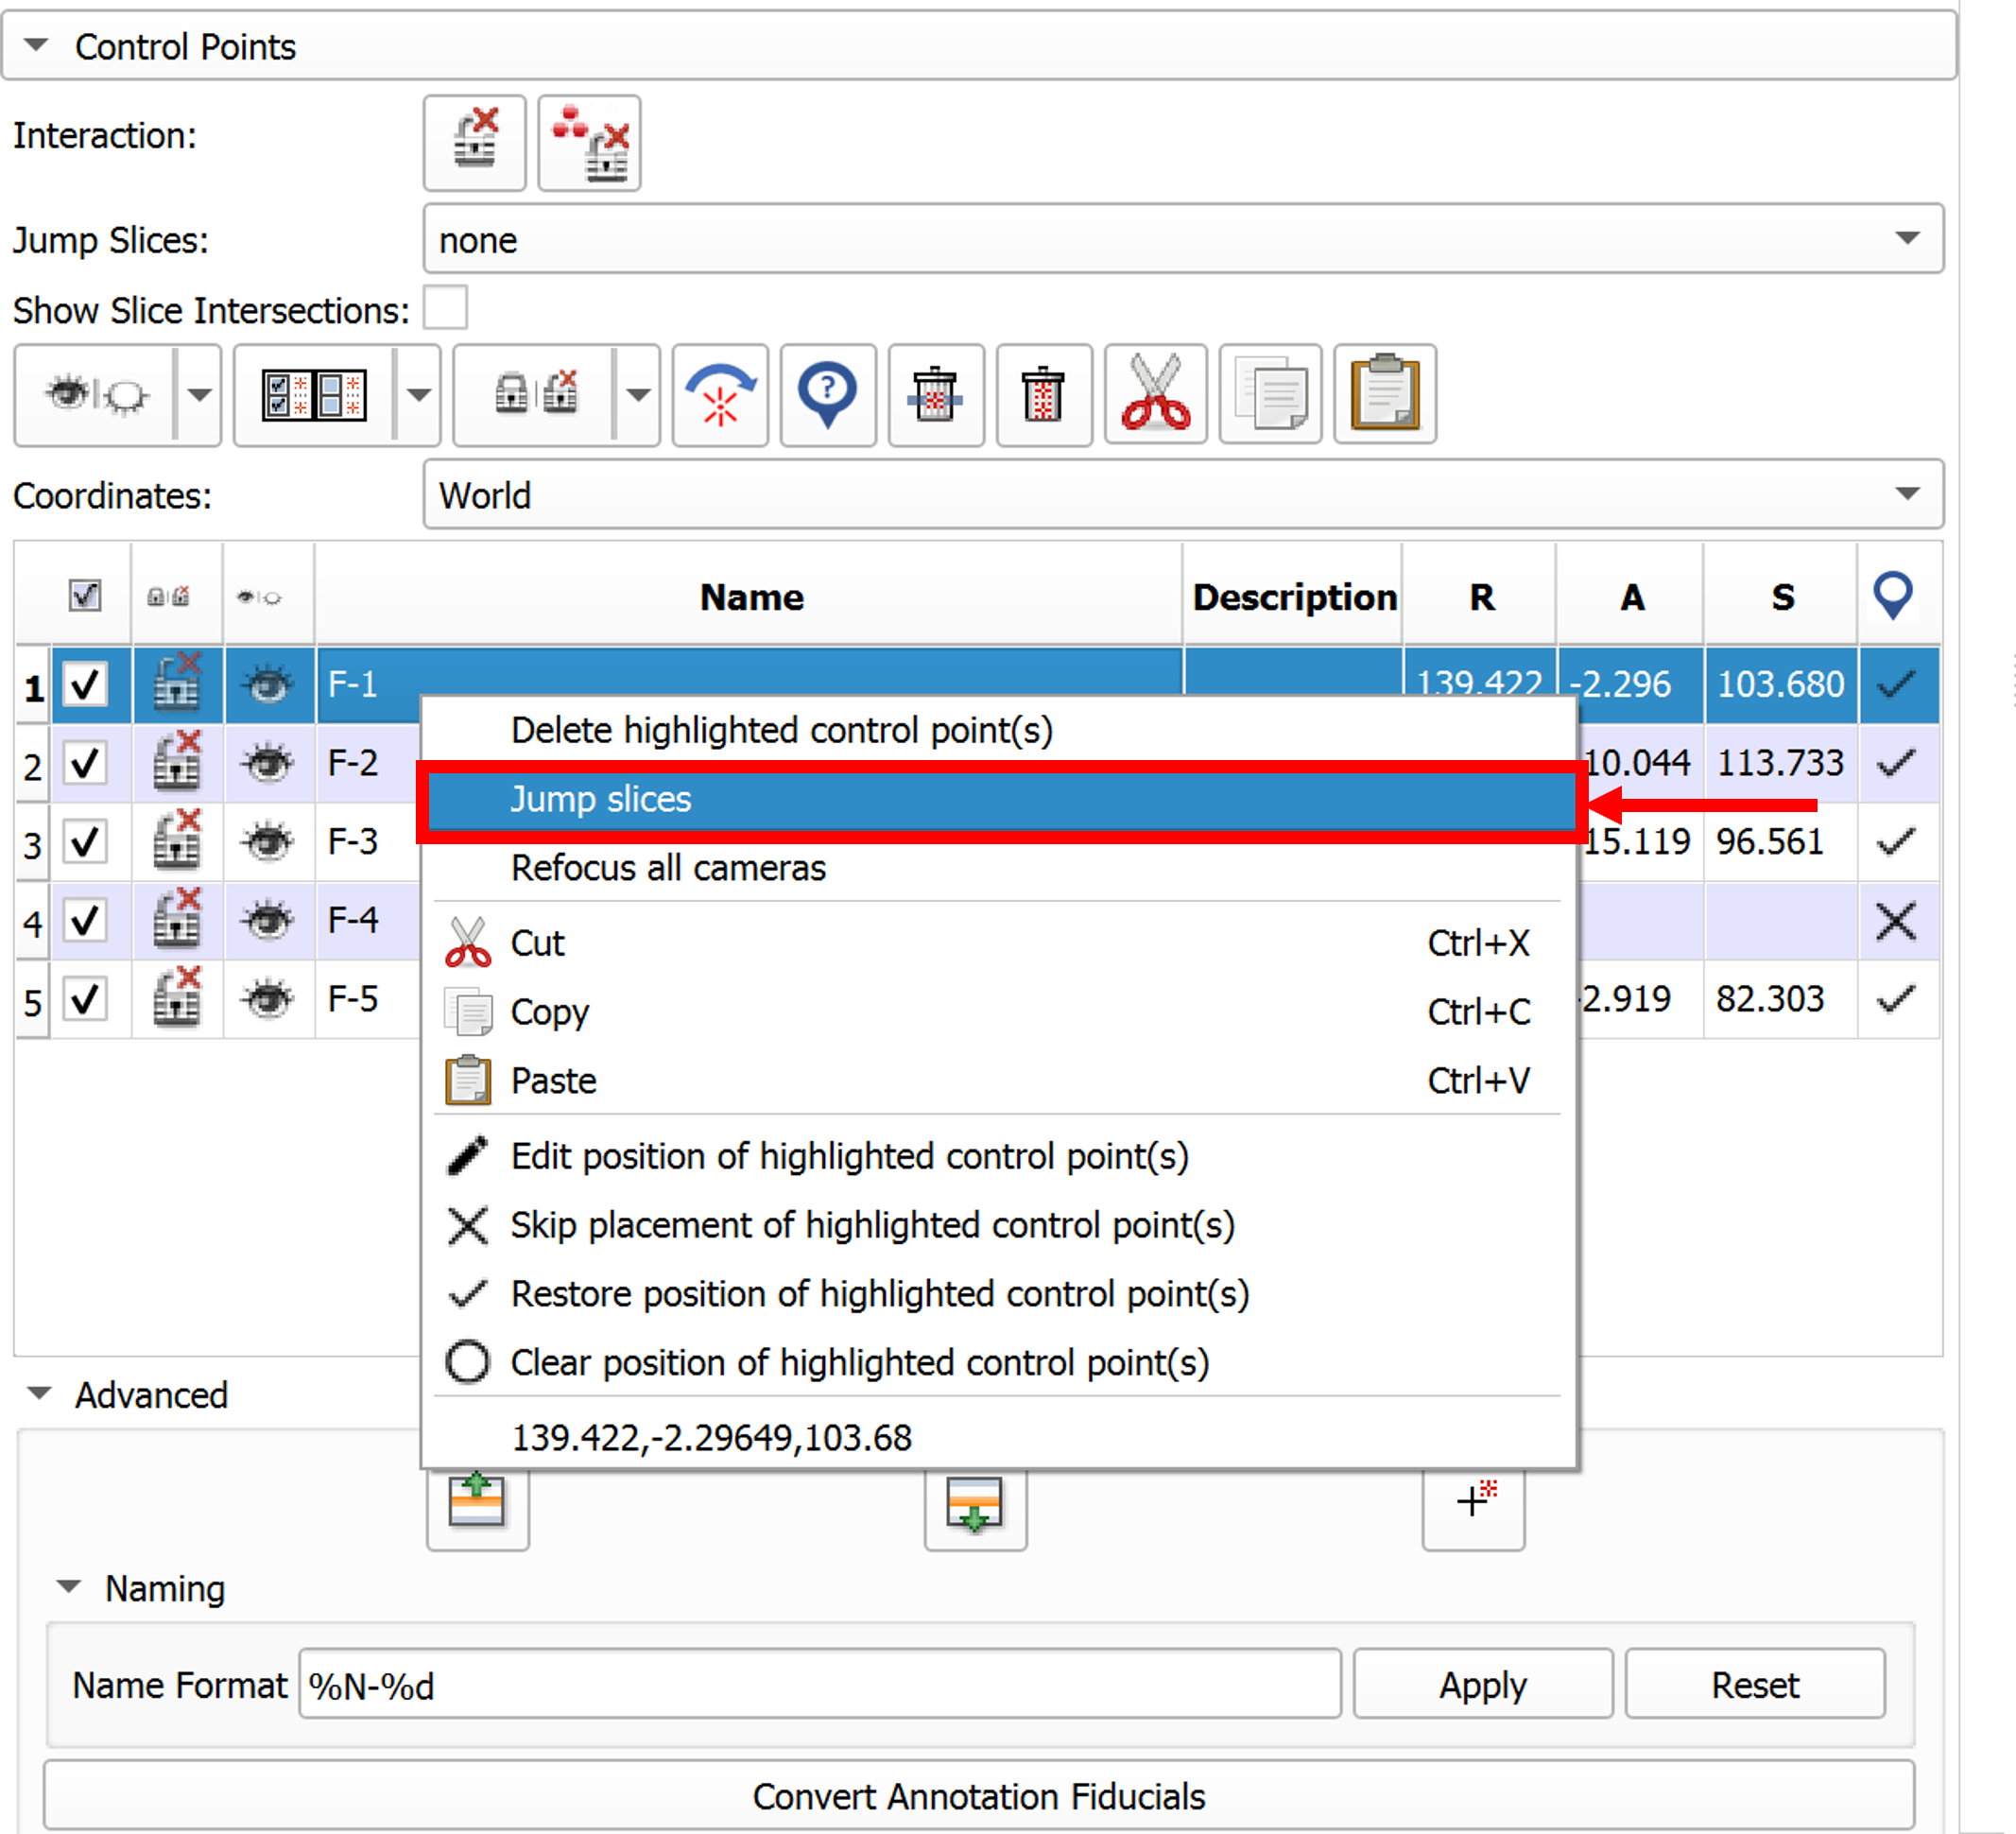 Control Points
Interaction:
Jump Slices: none
Show Slice Intersections:
Coordinates: World
Name Description R A S
1 F-1 139.422 -2.296 103.680
Delete highlighted control point(s)
2 F-2 10.044 113.733
Jump slices
3 F-3 15.119 96.561
Refocus all cameras
4 F-4
Cut Ctrl+X
5 F-5 2.919 82.303
Copy Ctrl+C
Paste Ctrl+V
Edit position of highlighted control point(s)
Skip placement of highlighted control point(s)
Restore position of highlighted control point(s)
Clear position of highlighted control point(s)
139.422,-2.29649,103.68
Advanced
Naming
Name Format %N-%d Apply Reset
Convert Annotation Fiducials